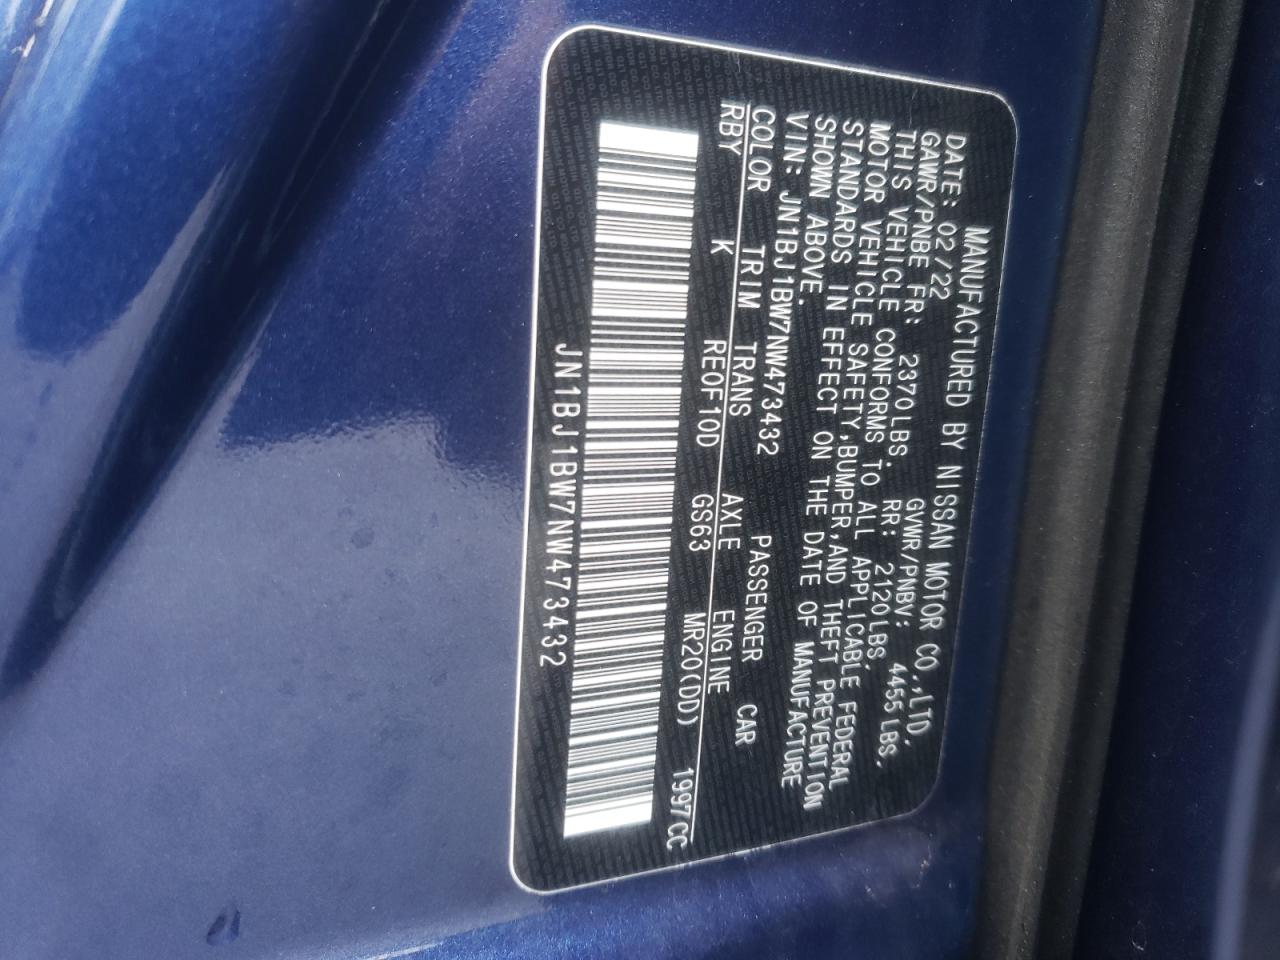 MANUFACTURED BY NISSAN MOTOR CO.,LTD.
DATE: 02/22 GVWR/PNBV: 4455LBS.,
GAWR/PNBE FR: 2370LBS. RR: 2120LBS.
THIS VEHICLE CONFORMS TO ALL APPLICABLE FEDERAL
MOTOR VEHICLE SAFETY,BUMPER,AND THEFT PREVENTION
STANDARDS IN EFFECT ON THE DATE OF MANUFACTURE
SHOWN ABOVE.
VIN: JN1BJ1BW7NW473432 PASSENGER CAR
COLOR TRIM TRANS AXLE ENGINE
RBY K RE0F10D GS63 MR20(DD) 1997CC
JN1BJ1BW7NW473432